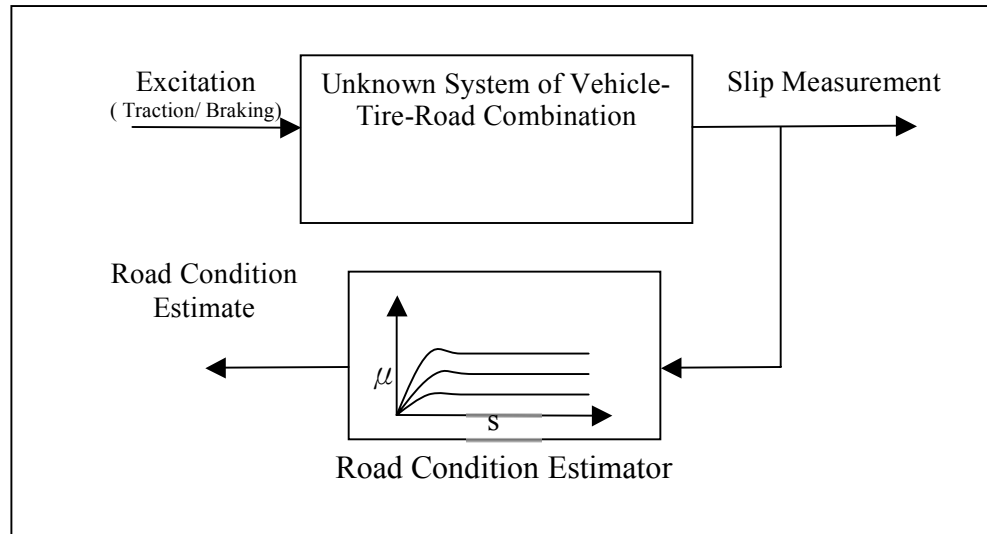 Excitation
( Traction/ Braking)
Unknown System of Vehicle-
Tire-Road Combination
Slip Measurement
Road Condition
Estimate
μ
s
Road Condition Estimator